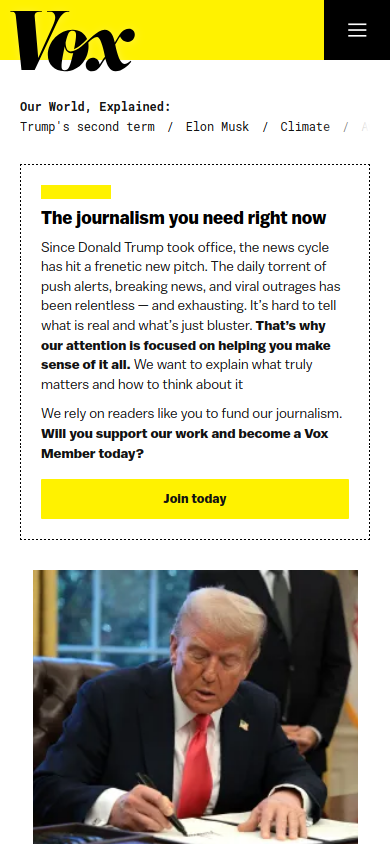 Vox
Our World, Explained:
Trump's second term / Elon Musk / Climate /
The journalism you need right now
Since Donald Trump took office, the news cycle
has hit a frenetic new pitch. The daily torrent of
push alerts, breaking news, and viral outrages has
been relentless — and exhausting. It’s hard to tell
what is real and what’s just bluster. That’s why
our attention is focused on helping you make
sense of it all. We want to explain what truly
matters and how to think about it
We rely on readers like you to fund our journalism.
Will you support our work and become a Vox
Member today?
Join today